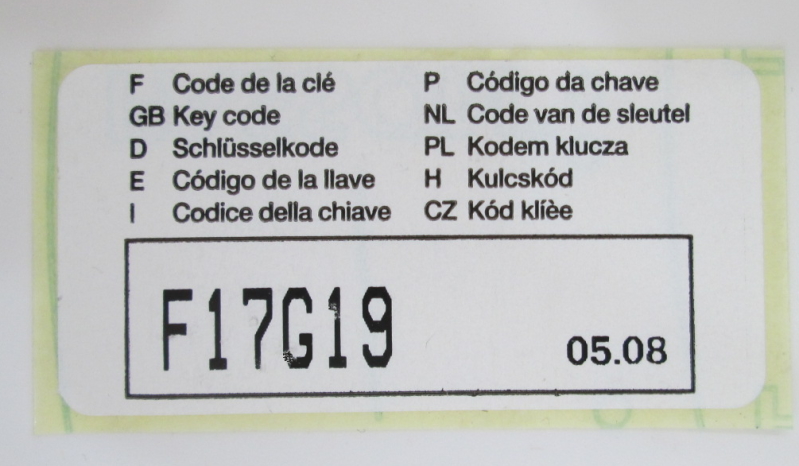 F Code de la clé
GB Key code
D Schlüsselkode
E Código de la llave
I Codice della chiave
P Código da chave
NL Code van de sleutel
PL Kodem klucza
H Kulcskód
CZ Kód klíèe
F17G19
05.08